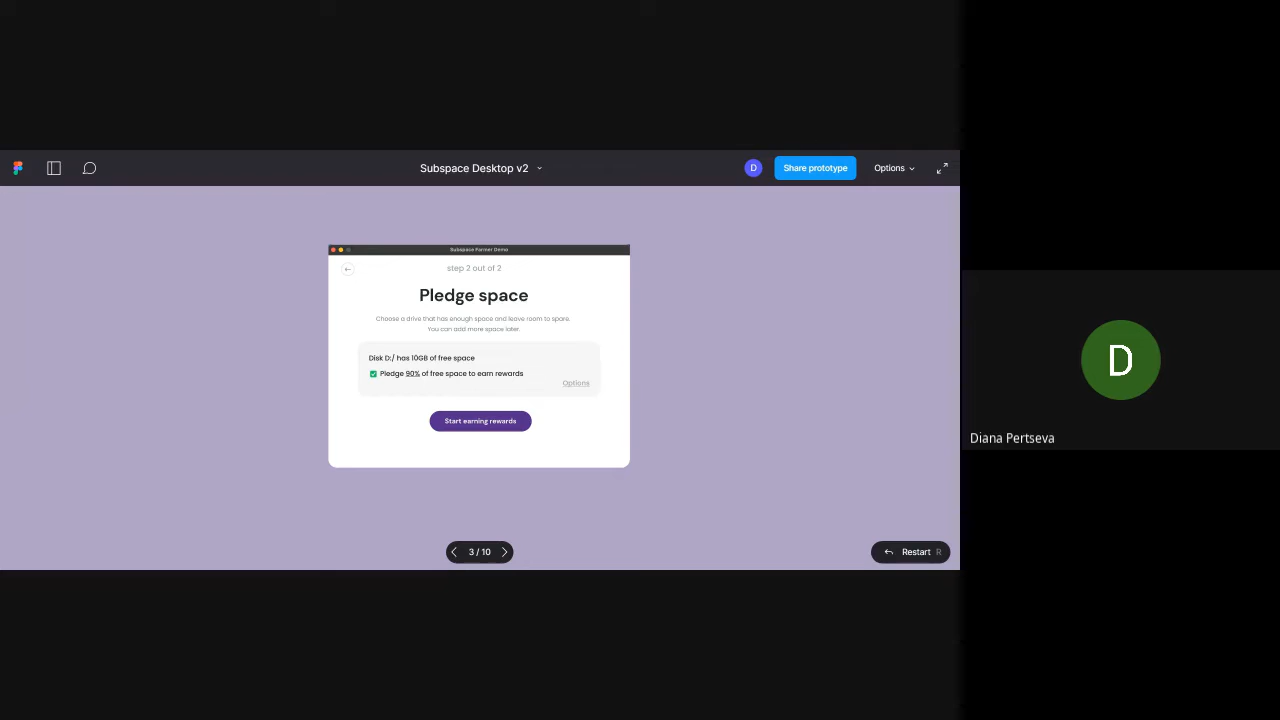 Subspace Desktop v2
D
Share prototype
Options
Subspace Farmer Demo
step 2 out of 2
Pledge space
Choose a drive that has enough space and leave room to spare.
You can add more space later.
Disk D:/ has 10GB of free space
Pledge 90% of free space to earn rewards
Options
Start earning rewards
3 / 10
Restart R
D
Diana Pertseva